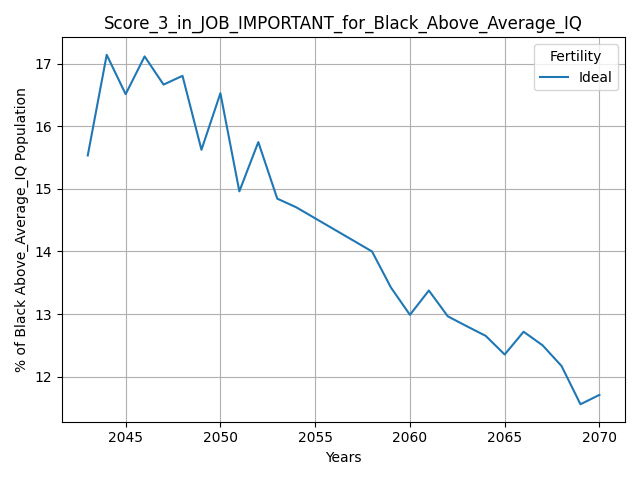 Score_3_in_JOB_IMPORTANT_for_Black_Above_Average_IQ
Fertility
Ideal
% of Black Above_Average_IQ Population
17
16
15
14
13
12
2045 2050 2055 2060 2065 2070
Years